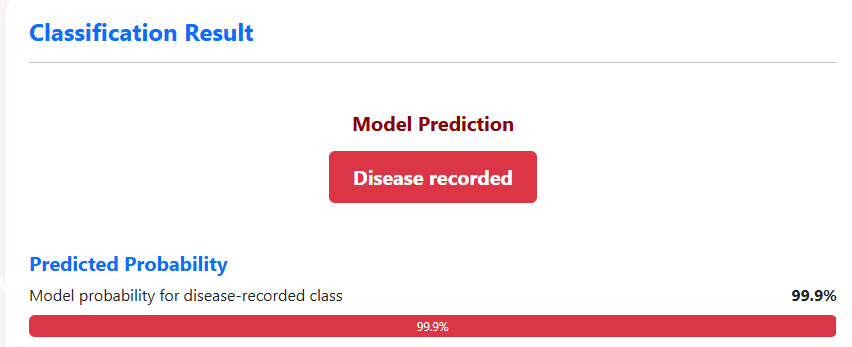 Classification Result
Model Prediction
Disease recorded
Predicted Probability
Model probability for disease-recorded class 99.9%
99.9%